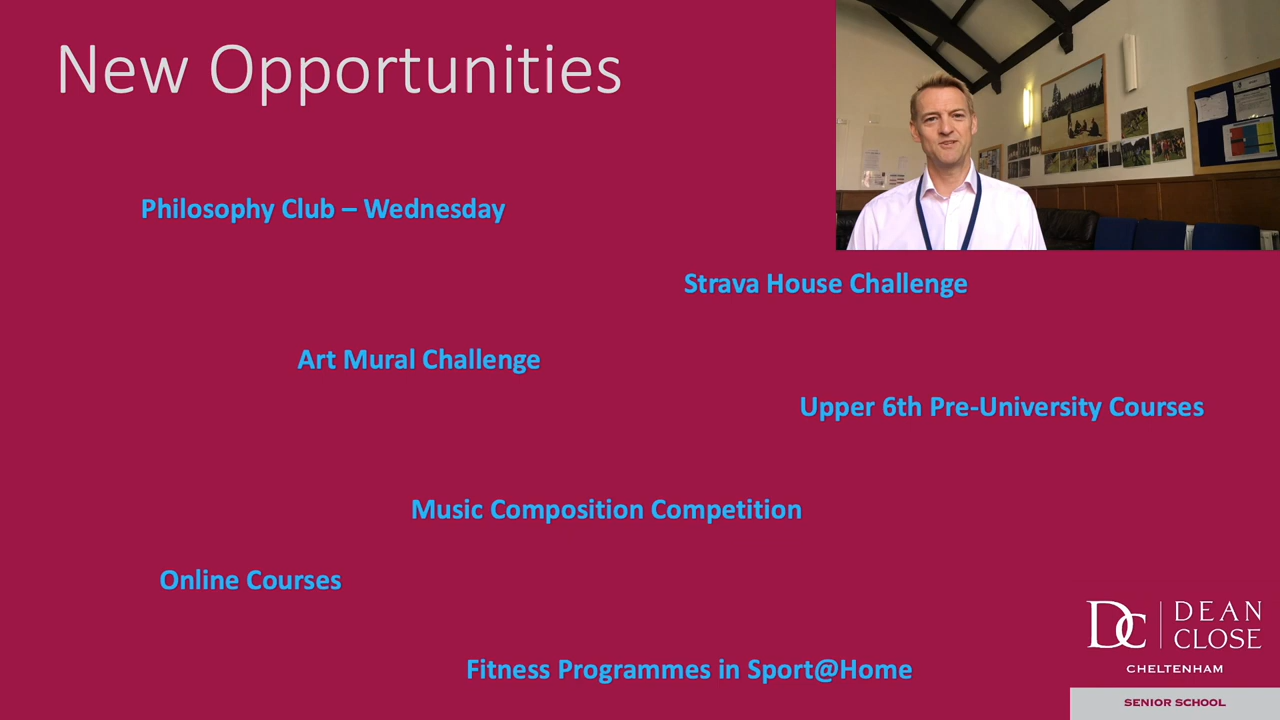 New Opportunities
Philosophy Club – Wednesday
Strava House Challenge
Art Mural Challenge
Upper 6th Pre-University Courses
Music Composition Competition
Online Courses
Fitness Programmes in Sport@Home
DC
DEAN
CLOSE
CHELTENHAM
SENIOR SCHOOL